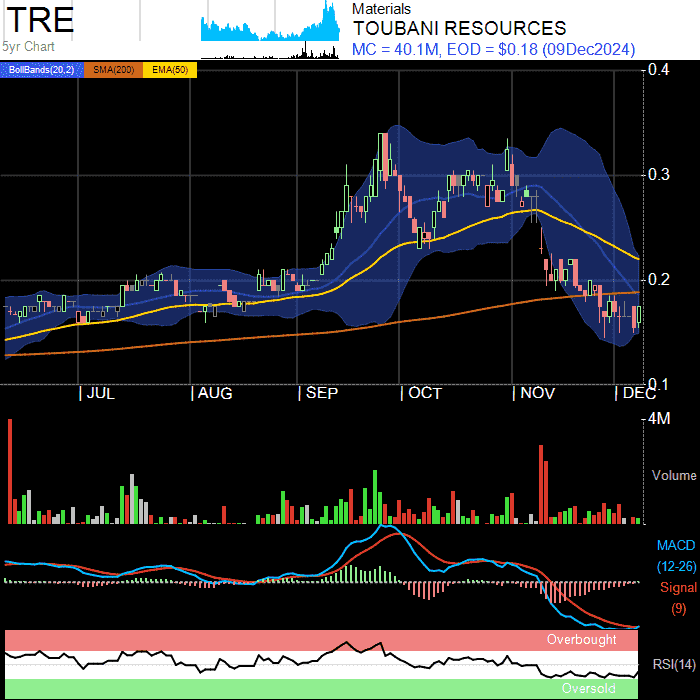 TRE
5yr Chart
Materials
TOUBANI RESOURCES
MC = 40.1M, EOD = $0.18 (09Dec2024)
BollBands(20,2) SMA(200) EMA(50)
0.4
0.3
0.2
0.1
JUL AUG SEP OCT NOV DEC
4M
Volume
MACD
(12-26)
Signal
(9)
Overbought
RSI(14)
Oversold